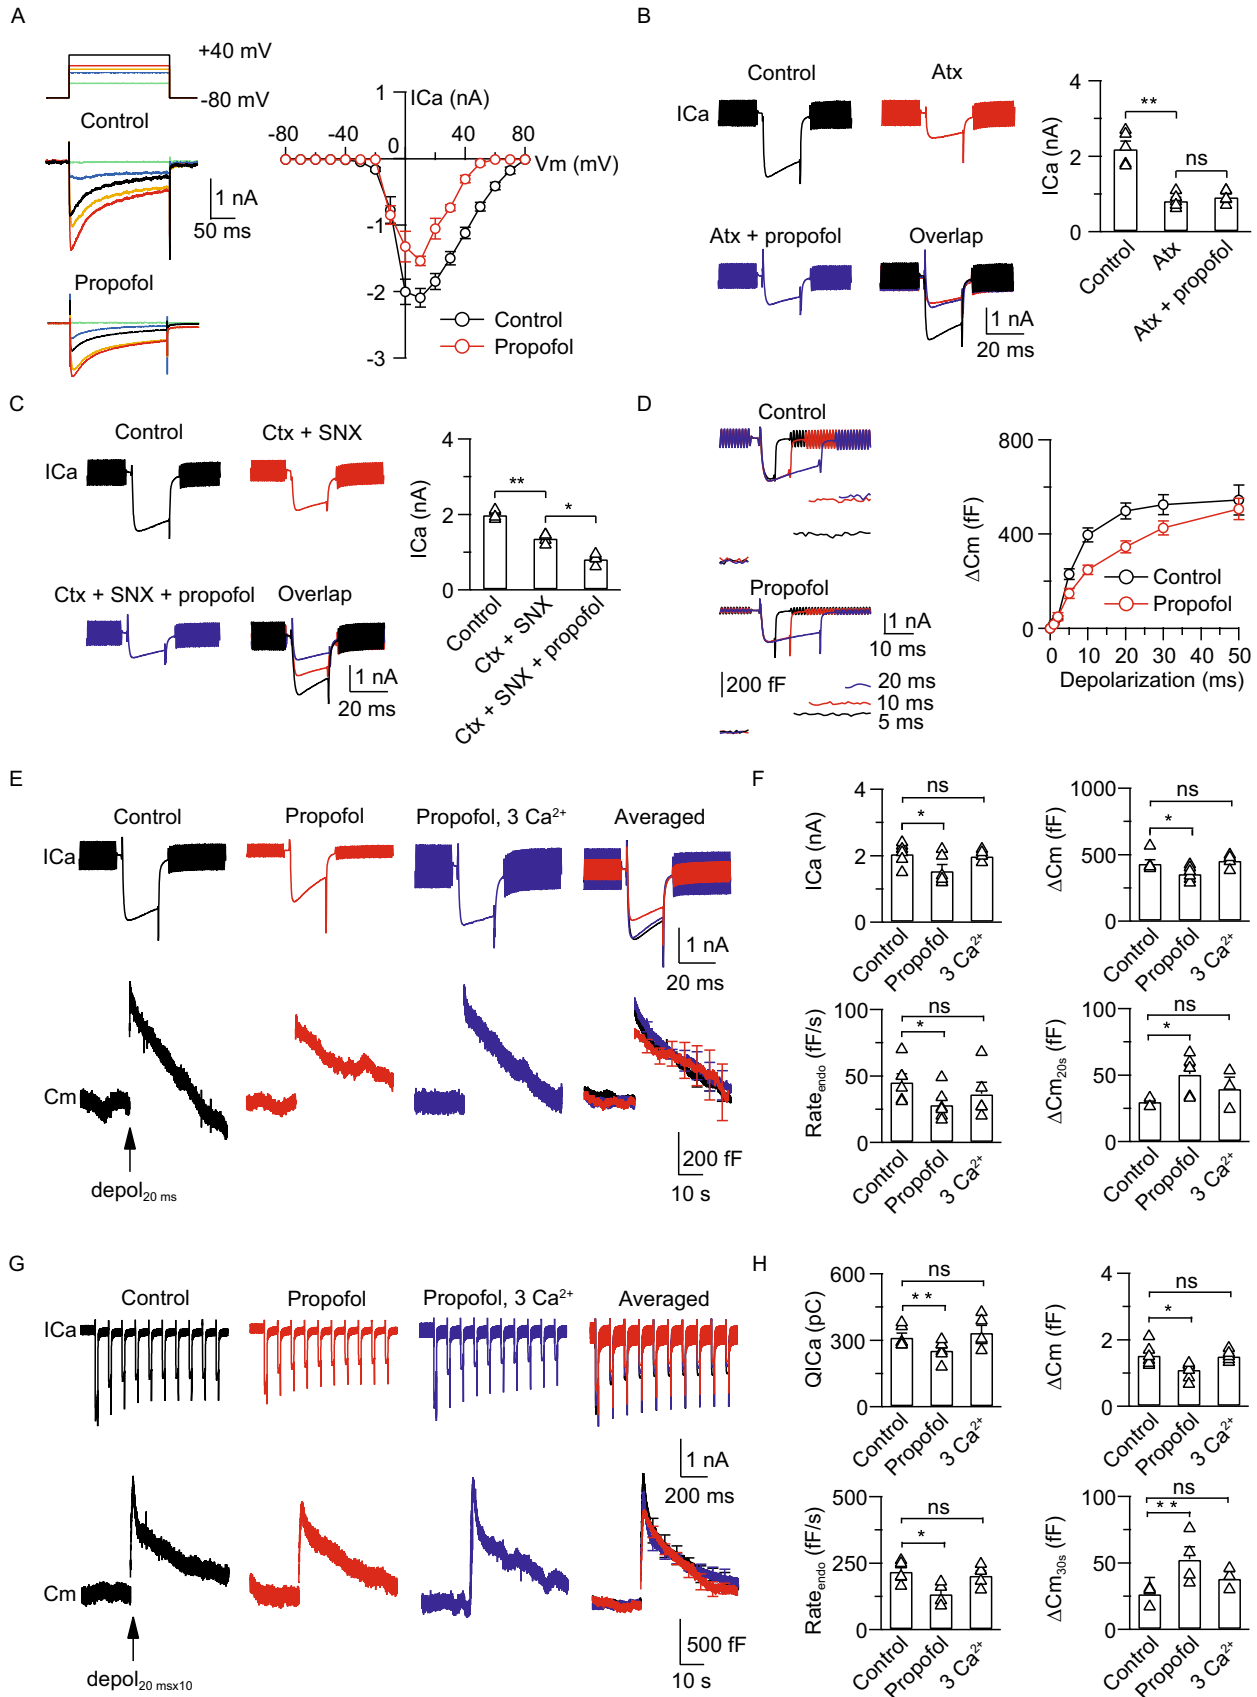 A
+40 mV
-80 mV
Control
1 nA
50 ms
Propofol
1
ICa (nA)
-80
-40
0
40
80
Vm (mV)
-1
-2
-3
Control
Propofol
B
Control
Atx
ICa
Atx + propofol
Overlap
1 nA
20 ms
4
2
0
ICa (nA)
**
ns
Control
Atx
Atx + propofol
C
Control
Ctx + SNX
ICa
Ctx + SNX + propofol
Overlap
1 nA
20 ms
4
2
0
ICa (nA)
**
*
Control
Ctx + SNX
Ctx + SNX + propofol
D
Control
Propofol
1 nA
10 ms
200 fF
20 ms
10 ms
5 ms
800
400
0
ΔCm (fF)
Control
Propofol
0
10
20
30
40
50
Depolarization (ms)
E
Control
Propofol
Propofol, 3 Ca2+
Averaged
ICa
1 nA
20 ms
Cm
depol20 ms
200 fF
10 s
F
4
2
0
ICa (nA)
ns
*
Control
Propofol
3 Ca2+
1000
500
0
ΔCm (fF)
ns
*
Control
Propofol
3 Ca2+
100
50
0
Rateendo (fF/s)
ns
*
Control
Propofol
3 Ca2+
100
50
0
ΔCm20s (fF)
ns
*
Control
Propofol
3 Ca2+
G
Control
Propofol
Propofol, 3 Ca2+
Averaged
ICa
1 nA
200 ms
Cm
depol20 msx10
500 fF
10 s
H
600
300
0
QICa (pC)
ns
**
Control
Propofol
3 Ca2+
4
2
0
ΔCm (fF)
ns
*
Control
Propofol
3 Ca2+
500
250
0
Rateendo (fF/s)
ns
*
Control
Propofol
3 Ca2+
100
50
0
ΔCm30s (fF)
ns
**
Control
Propofol
3 Ca2+